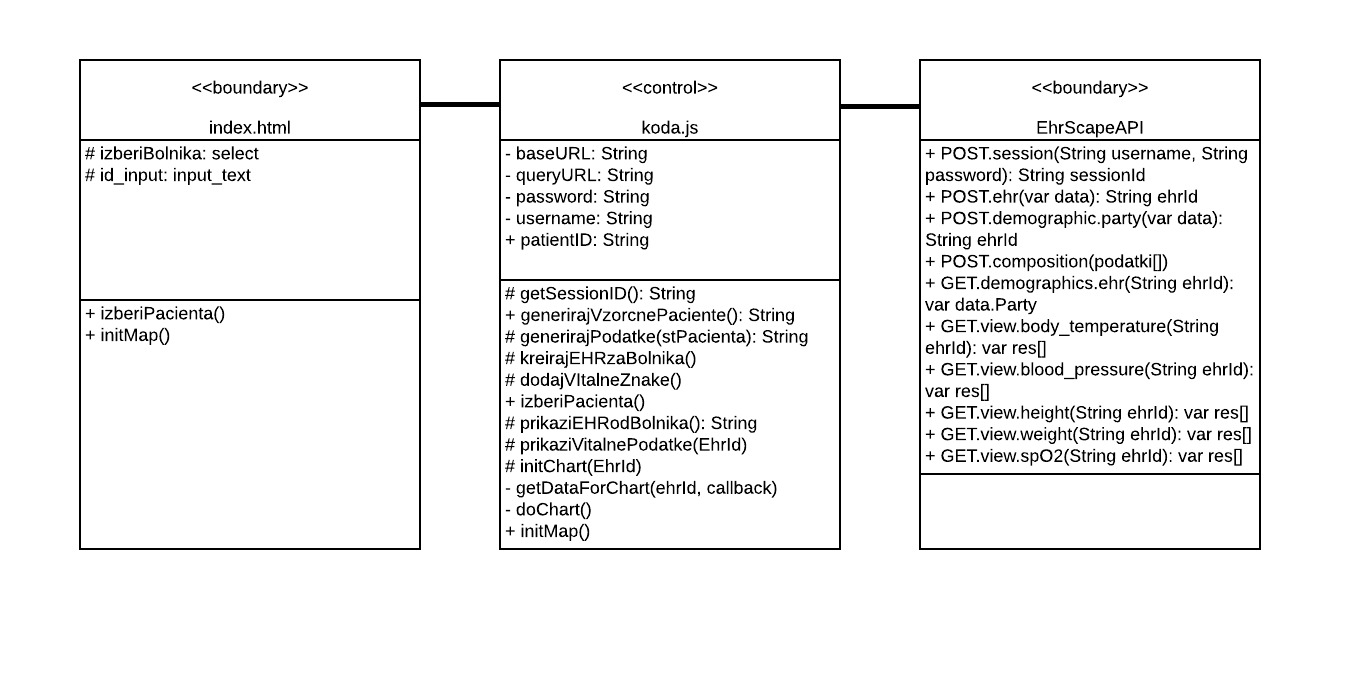 <<boundary>>
index.html
# izberiBolnika: select
# id_input: input_text
+ izberiPacienta()
+ initMap()
<<control>>
koda.js
- baseURL: String
- queryURL: String
- password: String
- username: String
+ patientID: String
# getSessionID(): String
+ generirajVzorcnePaciente(): String
# generirajPodatke(stPacienta): String
# kreirajEHRzaBolnika()
# dodajVItalneZnake()
+ izberiPacienta()
# prikaziEHRodBolnika(): String
# prikaziVitalnePodatke(EhrId)
# initChart(EhrId)
- getDataForChart(ehrId, callback)
- doChart()
+ initMap()
<<boundary>>
EhrScapeAPI
+ POST.session(String username, String
password): String sessionId
+ POST.ehr(var data): String ehrId
+ POST.demographic.party(var data):
String ehrId
+ POST.composition(podatki[])
+ GET.demographics.ehr(String ehrId):
var data.Party
+ GET.view.body_temperature(String
ehrId): var res[]
+ GET.view.blood_pressure(String ehrId):
var res[]
+ GET.view.height(String ehrId): var res[]
+ GET.view.weight(String ehrId): var res[]
+ GET.view.spO2(String ehrId): var res[]